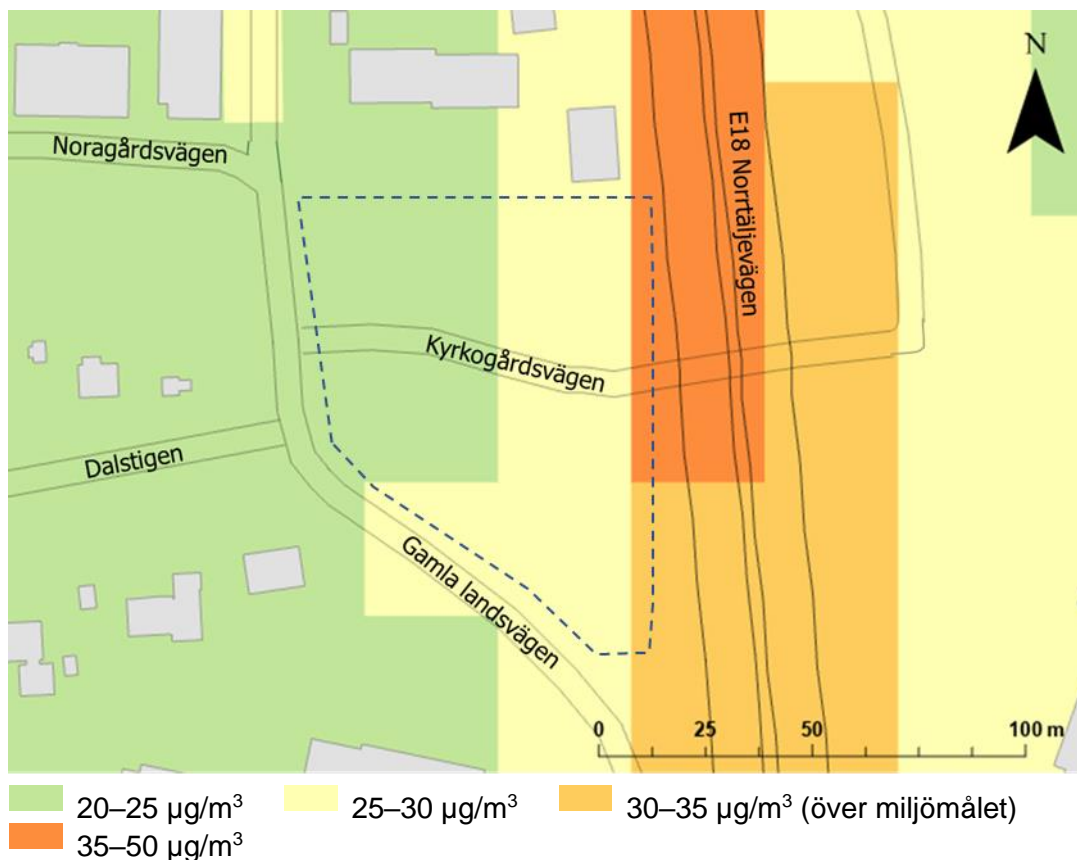 N
Noragårdsvägen
E18 Norrtäljevägen
Kyrkogårdsvägen
Dalstigen
Gamla landsvägen
0 25 50 100 m
20–25 µg/m³ 25–30 µg/m³ 30–35 µg/m³ (över miljömålet)
35–50 µg/m³